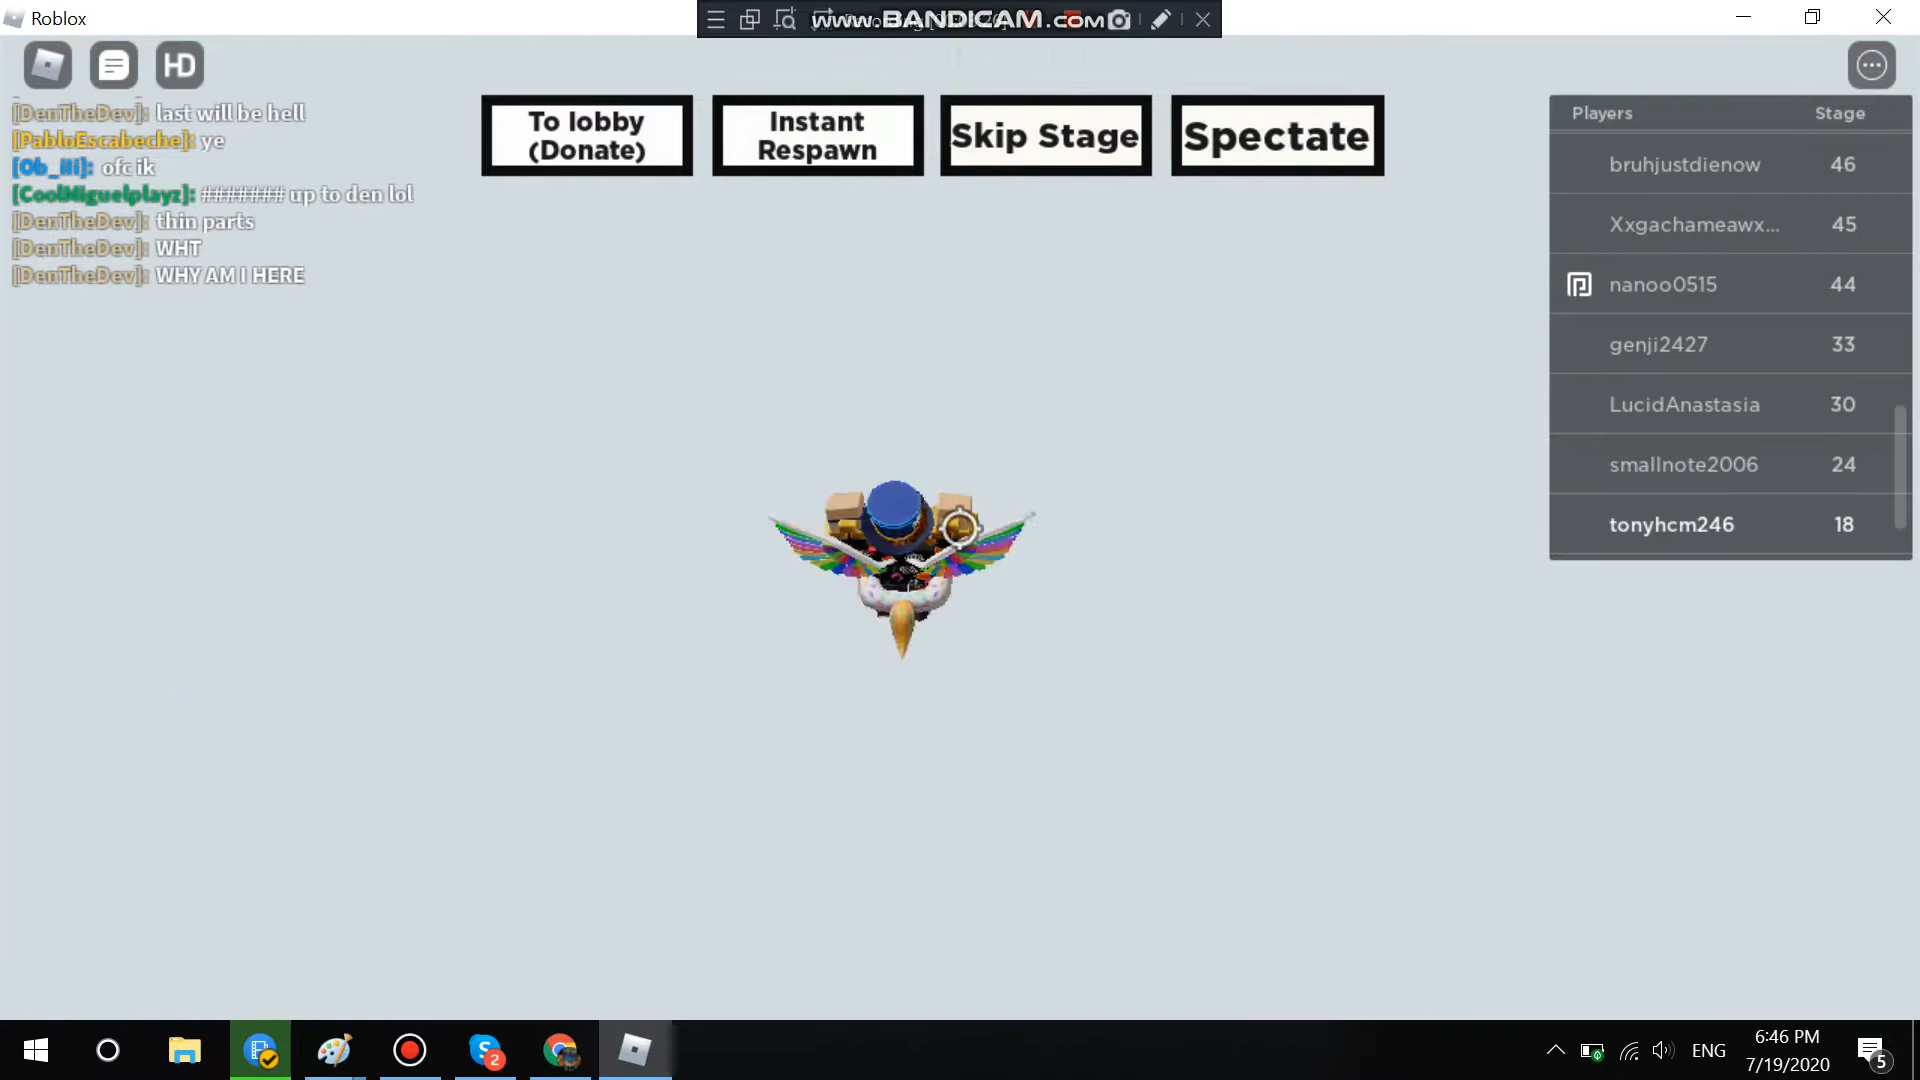 Roblox
www.BANDICAM.com
HD
[DenTheDev]: last will be hell
[PabloEscabeche]: ye
[Ob_iii]: ofc ik
[CoolMiguelplayz]: ####### up to den lol
[DenTheDev]: thin parts
[DenTheDev]: WHT
[DenTheDev]: WHY AM I HERE
To lobby
(Donate)
Instant
Respawn
Skip Stage
Spectate
Players Stage
bruhjustdienow 46
Xxgachameawx... 45
nanoo0515 44
genji2427 33
LucidAnastasia 30
smallnote2006 24
tonyhcm246 18
2
ENG
6:46 PM
7/19/2020
5